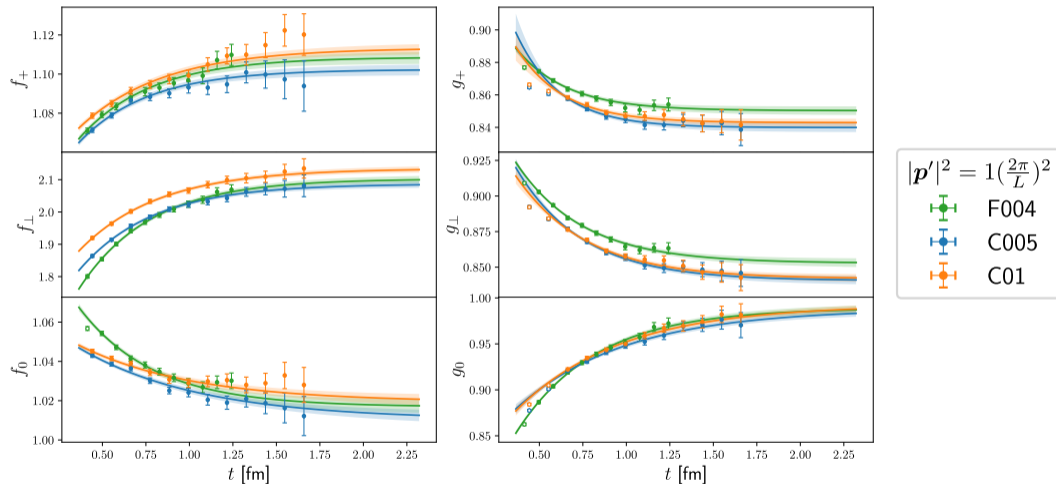 f₊
1.12
1.10
1.08
f⊥
2.1
2.0
1.9
1.8
f₀
1.06
1.04
1.02
1.00
0.50 0.75 1.00 1.25 1.50 1.75 2.00 2.25
t [fm]
g₊
0.90
0.88
0.86
0.84
g⊥
0.925
0.900
0.875
0.850
g₀
1.00
0.95
0.90
0.85
0.50 0.75 1.00 1.25 1.50 1.75 2.00 2.25
t [fm]
|p′|² = 1(2π/L)²
F004
C005
C01